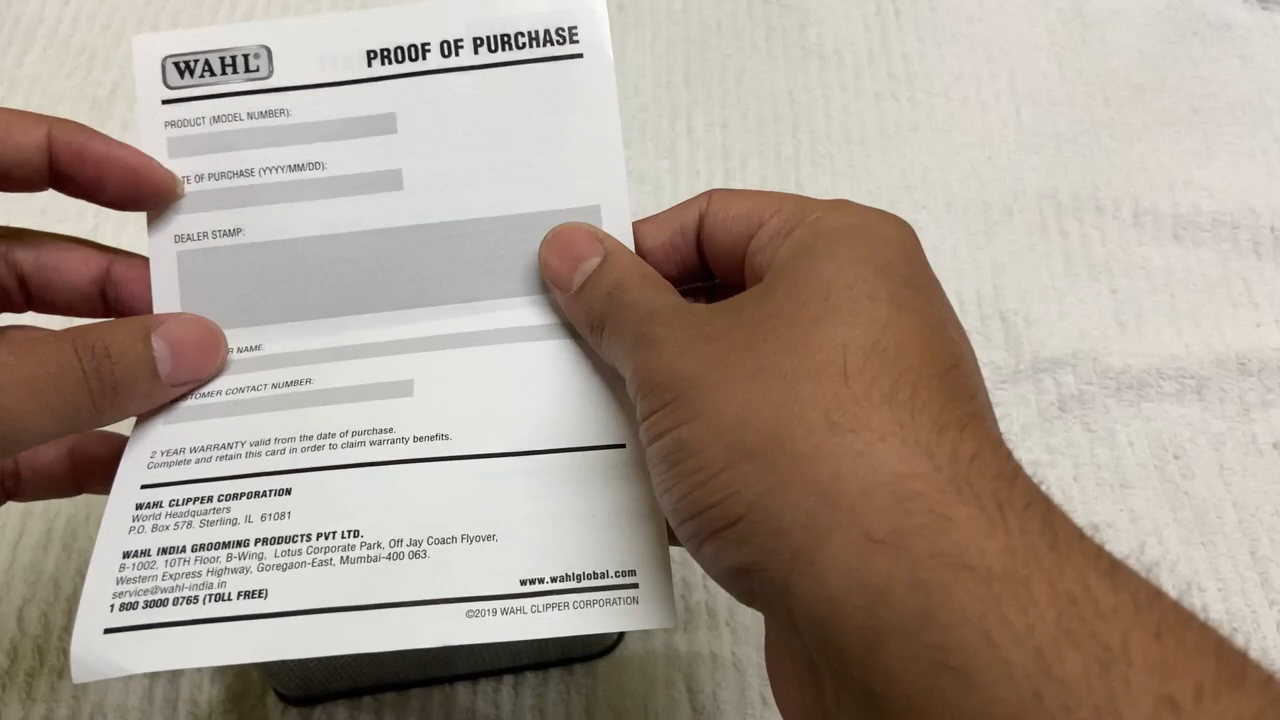 WAHL®
PROOF OF PURCHASE
PRODUCT (MODEL NUMBER):
TE OF PURCHASE (YYYY/MM/DD):
DEALER STAMP:
R NAME:
STOMER CONTACT NUMBER:
2 YEAR WARRANTY valid from the date of purchase.
Complete and retain this card in order to claim warranty benefits.
WAHL CLIPPER CORPORATION
World Headquarters
P.O. Box 578. Sterling, IL 61081
WAHL INDIA GROOMING PRODUCTS PVT LTD.
B-1002, 10TH Floor, B-Wing, Lotus Corporate Park, Off Jay Coach Flyover,
Western Express Highway, Goregaon-East, Mumbai-400 063.
service@wahl-india.in
1 800 3000 0765 (TOLL FREE)
www.wahlglobal.com
©2019 WAHL CLIPPER CORPORATION